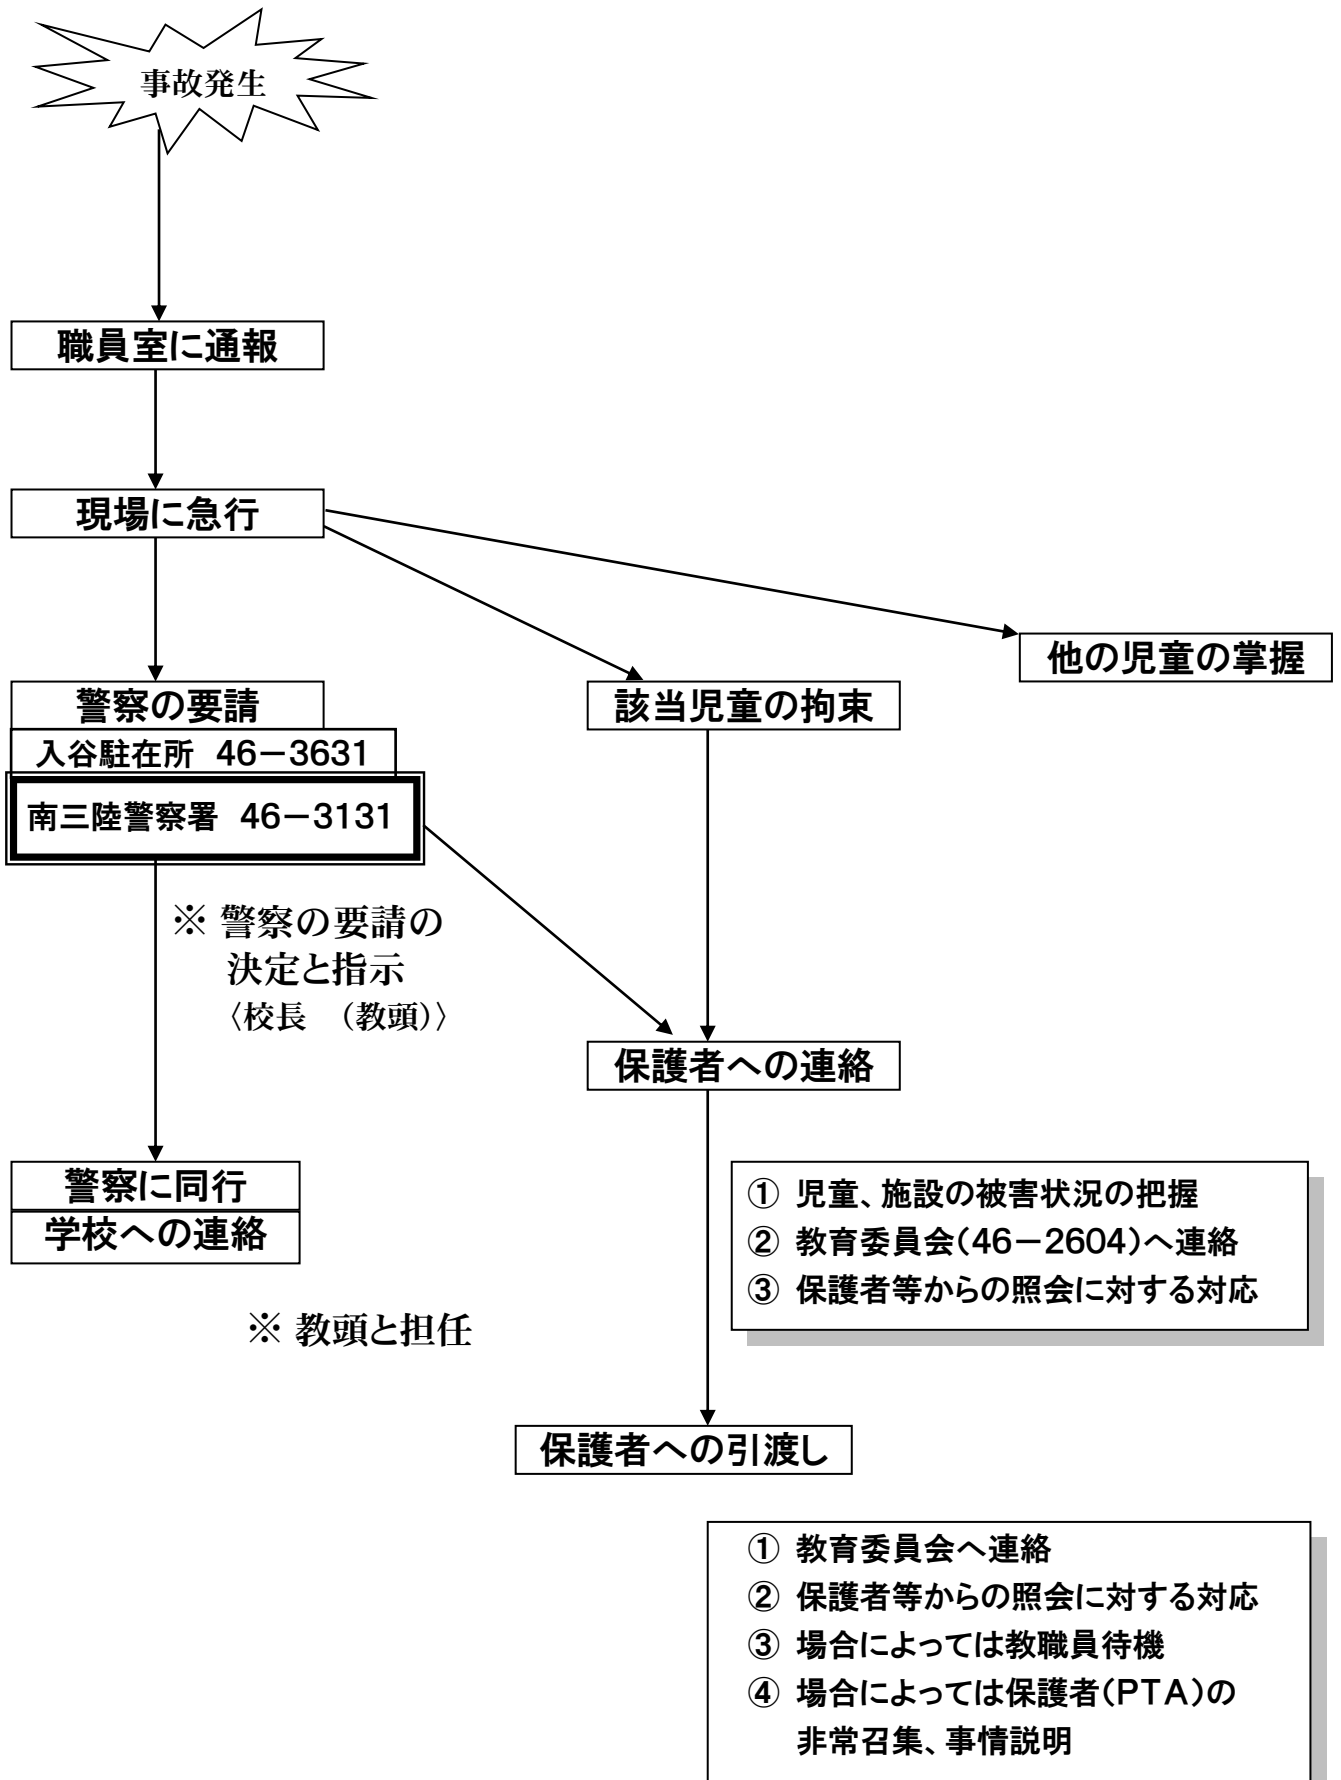 事故発生
職員室に通報
現場に急行
他の児童の掌握
警察の要請
該当児童の拘束
入谷駐在所 46-3631
南三陸警察署 46-3131
※ 警察の要請の
決定と指示
〈校長 (教頭)〉
保護者への連絡
警察に同行
学校への連絡
① 児童、施設の被害状況の把握
② 教育委員会(46-2604)へ連絡
③ 保護者等からの照会に対する対応
※ 教頭と担任
保護者への引渡し
① 教育委員会へ連絡
② 保護者等からの照会に対する対応
③ 場合によっては教職員待機
④ 場合によっては保護者(PTA)の
非常召集、事情説明